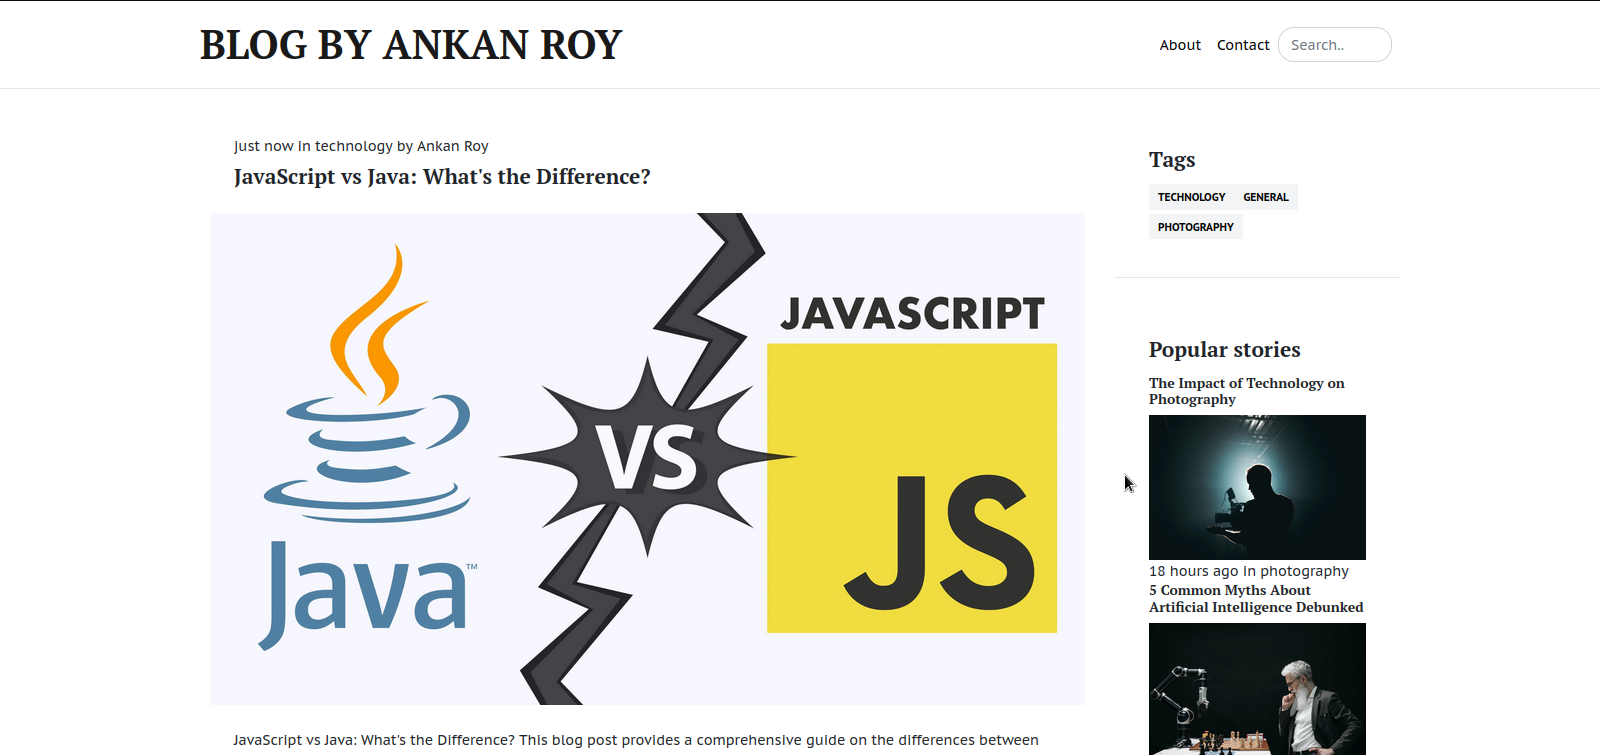 BLOG BY ANKAN ROY
About Contact Search..
just now in technology by Ankan Roy
JavaScript vs Java: What's the Difference?
Java™
VS
JAVASCRIPT
JS
JavaScript vs Java: What's the Difference? This blog post provides a comprehensive guide on the differences between
Tags
TECHNOLOGY GENERAL
PHOTOGRAPHY
Popular stories
The Impact of Technology on
Photography
18 hours ago in photography
5 Common Myths About
Artificial Intelligence Debunked